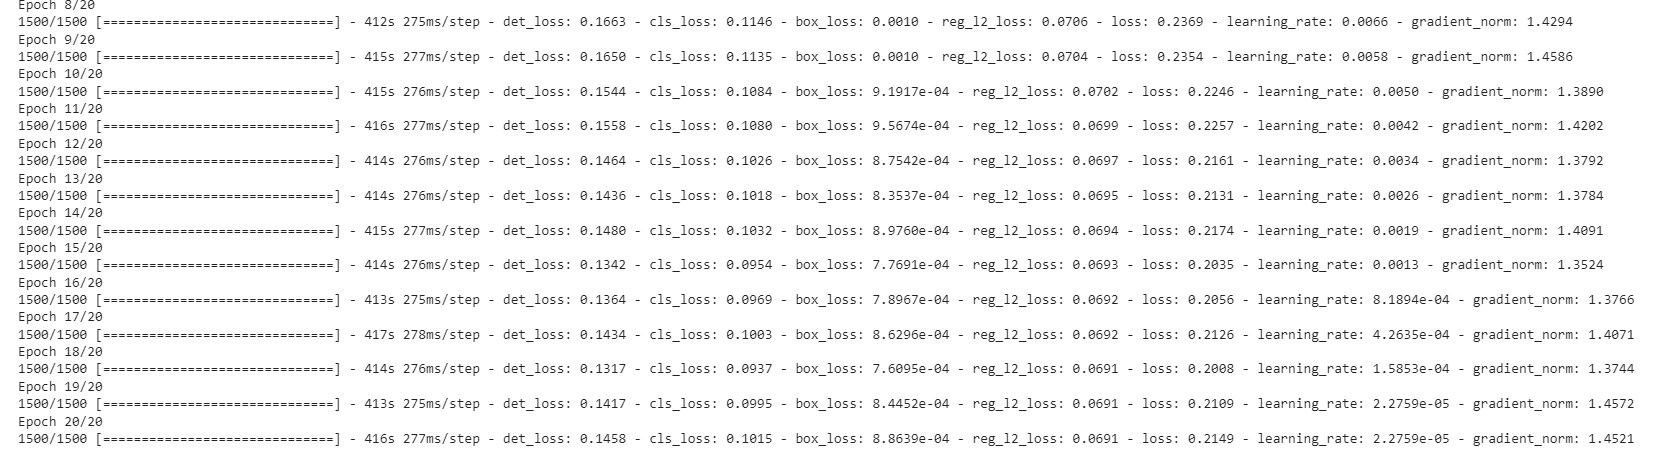 Epoch 8/20
1500/1500 [==============================] - 412s 275ms/step - det_loss: 0.1663 - cls_loss: 0.1146 - box_loss: 0.0010 - reg_l2_loss: 0.0706 - loss: 0.2369 - learning_rate: 0.0066 - gradient_norm: 1.4294
Epoch 9/20
1500/1500 [==============================] - 415s 277ms/step - det_loss: 0.1650 - cls_loss: 0.1135 - box_loss: 0.0010 - reg_l2_loss: 0.0704 - loss: 0.2354 - learning_rate: 0.0058 - gradient_norm: 1.4586
Epoch 10/20
1500/1500 [==============================] - 415s 276ms/step - det_loss: 0.1544 - cls_loss: 0.1084 - box_loss: 9.1917e-04 - reg_l2_loss: 0.0702 - loss: 0.2246 - learning_rate: 0.0050 - gradient_norm: 1.3890
Epoch 11/20
1500/1500 [==============================] - 416s 277ms/step - det_loss: 0.1558 - cls_loss: 0.1080 - box_loss: 9.5674e-04 - reg_l2_loss: 0.0699 - loss: 0.2257 - learning_rate: 0.0042 - gradient_norm: 1.4202
Epoch 12/20
1500/1500 [==============================] - 414s 276ms/step - det_loss: 0.1464 - cls_loss: 0.1026 - box_loss: 8.7542e-04 - reg_l2_loss: 0.0697 - loss: 0.2161 - learning_rate: 0.0034 - gradient_norm: 1.3792
Epoch 13/20
1500/1500 [==============================] - 414s 276ms/step - det_loss: 0.1436 - cls_loss: 0.1018 - box_loss: 8.3537e-04 - reg_l2_loss: 0.0695 - loss: 0.2131 - learning_rate: 0.0026 - gradient_norm: 1.3784
Epoch 14/20
1500/1500 [==============================] - 415s 277ms/step - det_loss: 0.1480 - cls_loss: 0.1032 - box_loss: 8.9760e-04 - reg_l2_loss: 0.0694 - loss: 0.2174 - learning_rate: 0.0019 - gradient_norm: 1.4091
Epoch 15/20
1500/1500 [==============================] - 414s 276ms/step - det_loss: 0.1342 - cls_loss: 0.0954 - box_loss: 7.7691e-04 - reg_l2_loss: 0.0693 - loss: 0.2035 - learning_rate: 0.0013 - gradient_norm: 1.3524
Epoch 16/20
1500/1500 [==============================] - 413s 275ms/step - det_loss: 0.1364 - cls_loss: 0.0969 - box_loss: 7.8967e-04 - reg_l2_loss: 0.0692 - loss: 0.2056 - learning_rate: 8.1894e-04 - gradient_norm: 1.3766
Epoch 17/20
1500/1500 [==============================] - 417s 278ms/step - det_loss: 0.1434 - cls_loss: 0.1003 - box_loss: 8.6296e-04 - reg_l2_loss: 0.0692 - loss: 0.2126 - learning_rate: 4.2635e-04 - gradient_norm: 1.4071
Epoch 18/20
1500/1500 [==============================] - 414s 276ms/step - det_loss: 0.1317 - cls_loss: 0.0937 - box_loss: 7.6095e-04 - reg_l2_loss: 0.0691 - loss: 0.2008 - learning_rate: 1.5853e-04 - gradient_norm: 1.3744
Epoch 19/20
1500/1500 [==============================] - 413s 275ms/step - det_loss: 0.1417 - cls_loss: 0.0995 - box_loss: 8.4452e-04 - reg_l2_loss: 0.0691 - loss: 0.2109 - learning_rate: 2.2759e-05 - gradient_norm: 1.4572
Epoch 20/20
1500/1500 [==============================] - 416s 277ms/step - det_loss: 0.1458 - cls_loss: 0.1015 - box_loss: 8.8639e-04 - reg_l2_loss: 0.0691 - loss: 0.2149 - learning_rate: 2.2759e-05 - gradient_norm: 1.4521